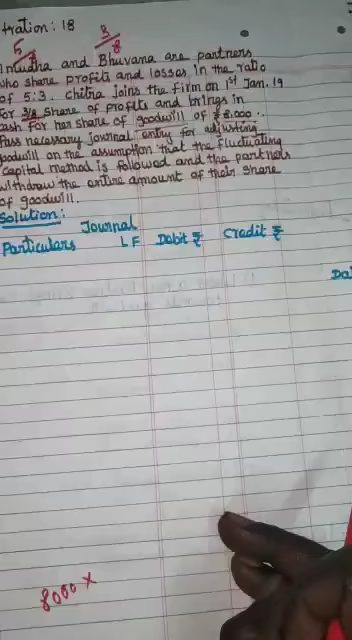 tration: 18
5 3/8
Anudha and Bhuvana are partners
who share profits and losses in the ratio
of 5:3. Chitra joins the firm on 1st Jan. 19
for 3/8 share of profits and brings in
cash for her share of goodwill of ₹ 8,000.
Pass necessary journal entry for adjusting
goodwill on the assumption that the fluctuating
capital method is followed and the partners
withdraw the entire amount of their share
of goodwill.
Solution:
Journal
Particulars LF Debit ₹ Credit ₹
Da
8000 ×